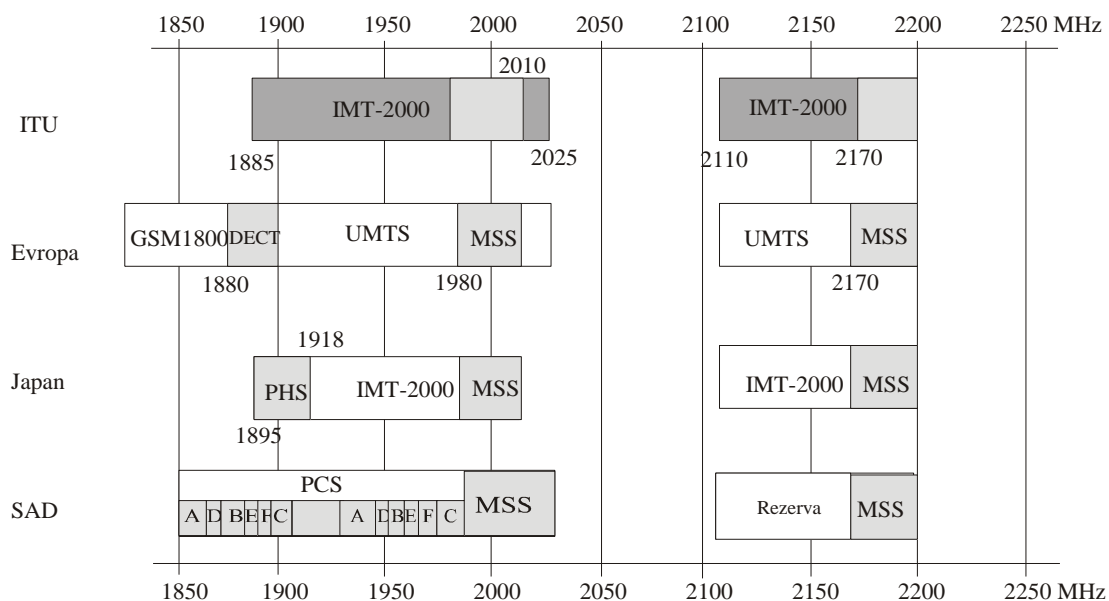 1850 1900 1950 2000 2050 2100 2150 2200 2250 MHz
2010
ITU IMT-2000 IMT-2000
1885 2025 2110 2170
Evropa GSM1800 DECT UMTS MSS UMTS MSS
1880 1980 2170
1918
Japan PHS IMT-2000 MSS IMT-2000 MSS
1895
PCS
SAD A D B E F C A D B E F C MSS Rezerva MSS
1850 1900 1950 2000 2050 2100 2150 2200 2250 MHz